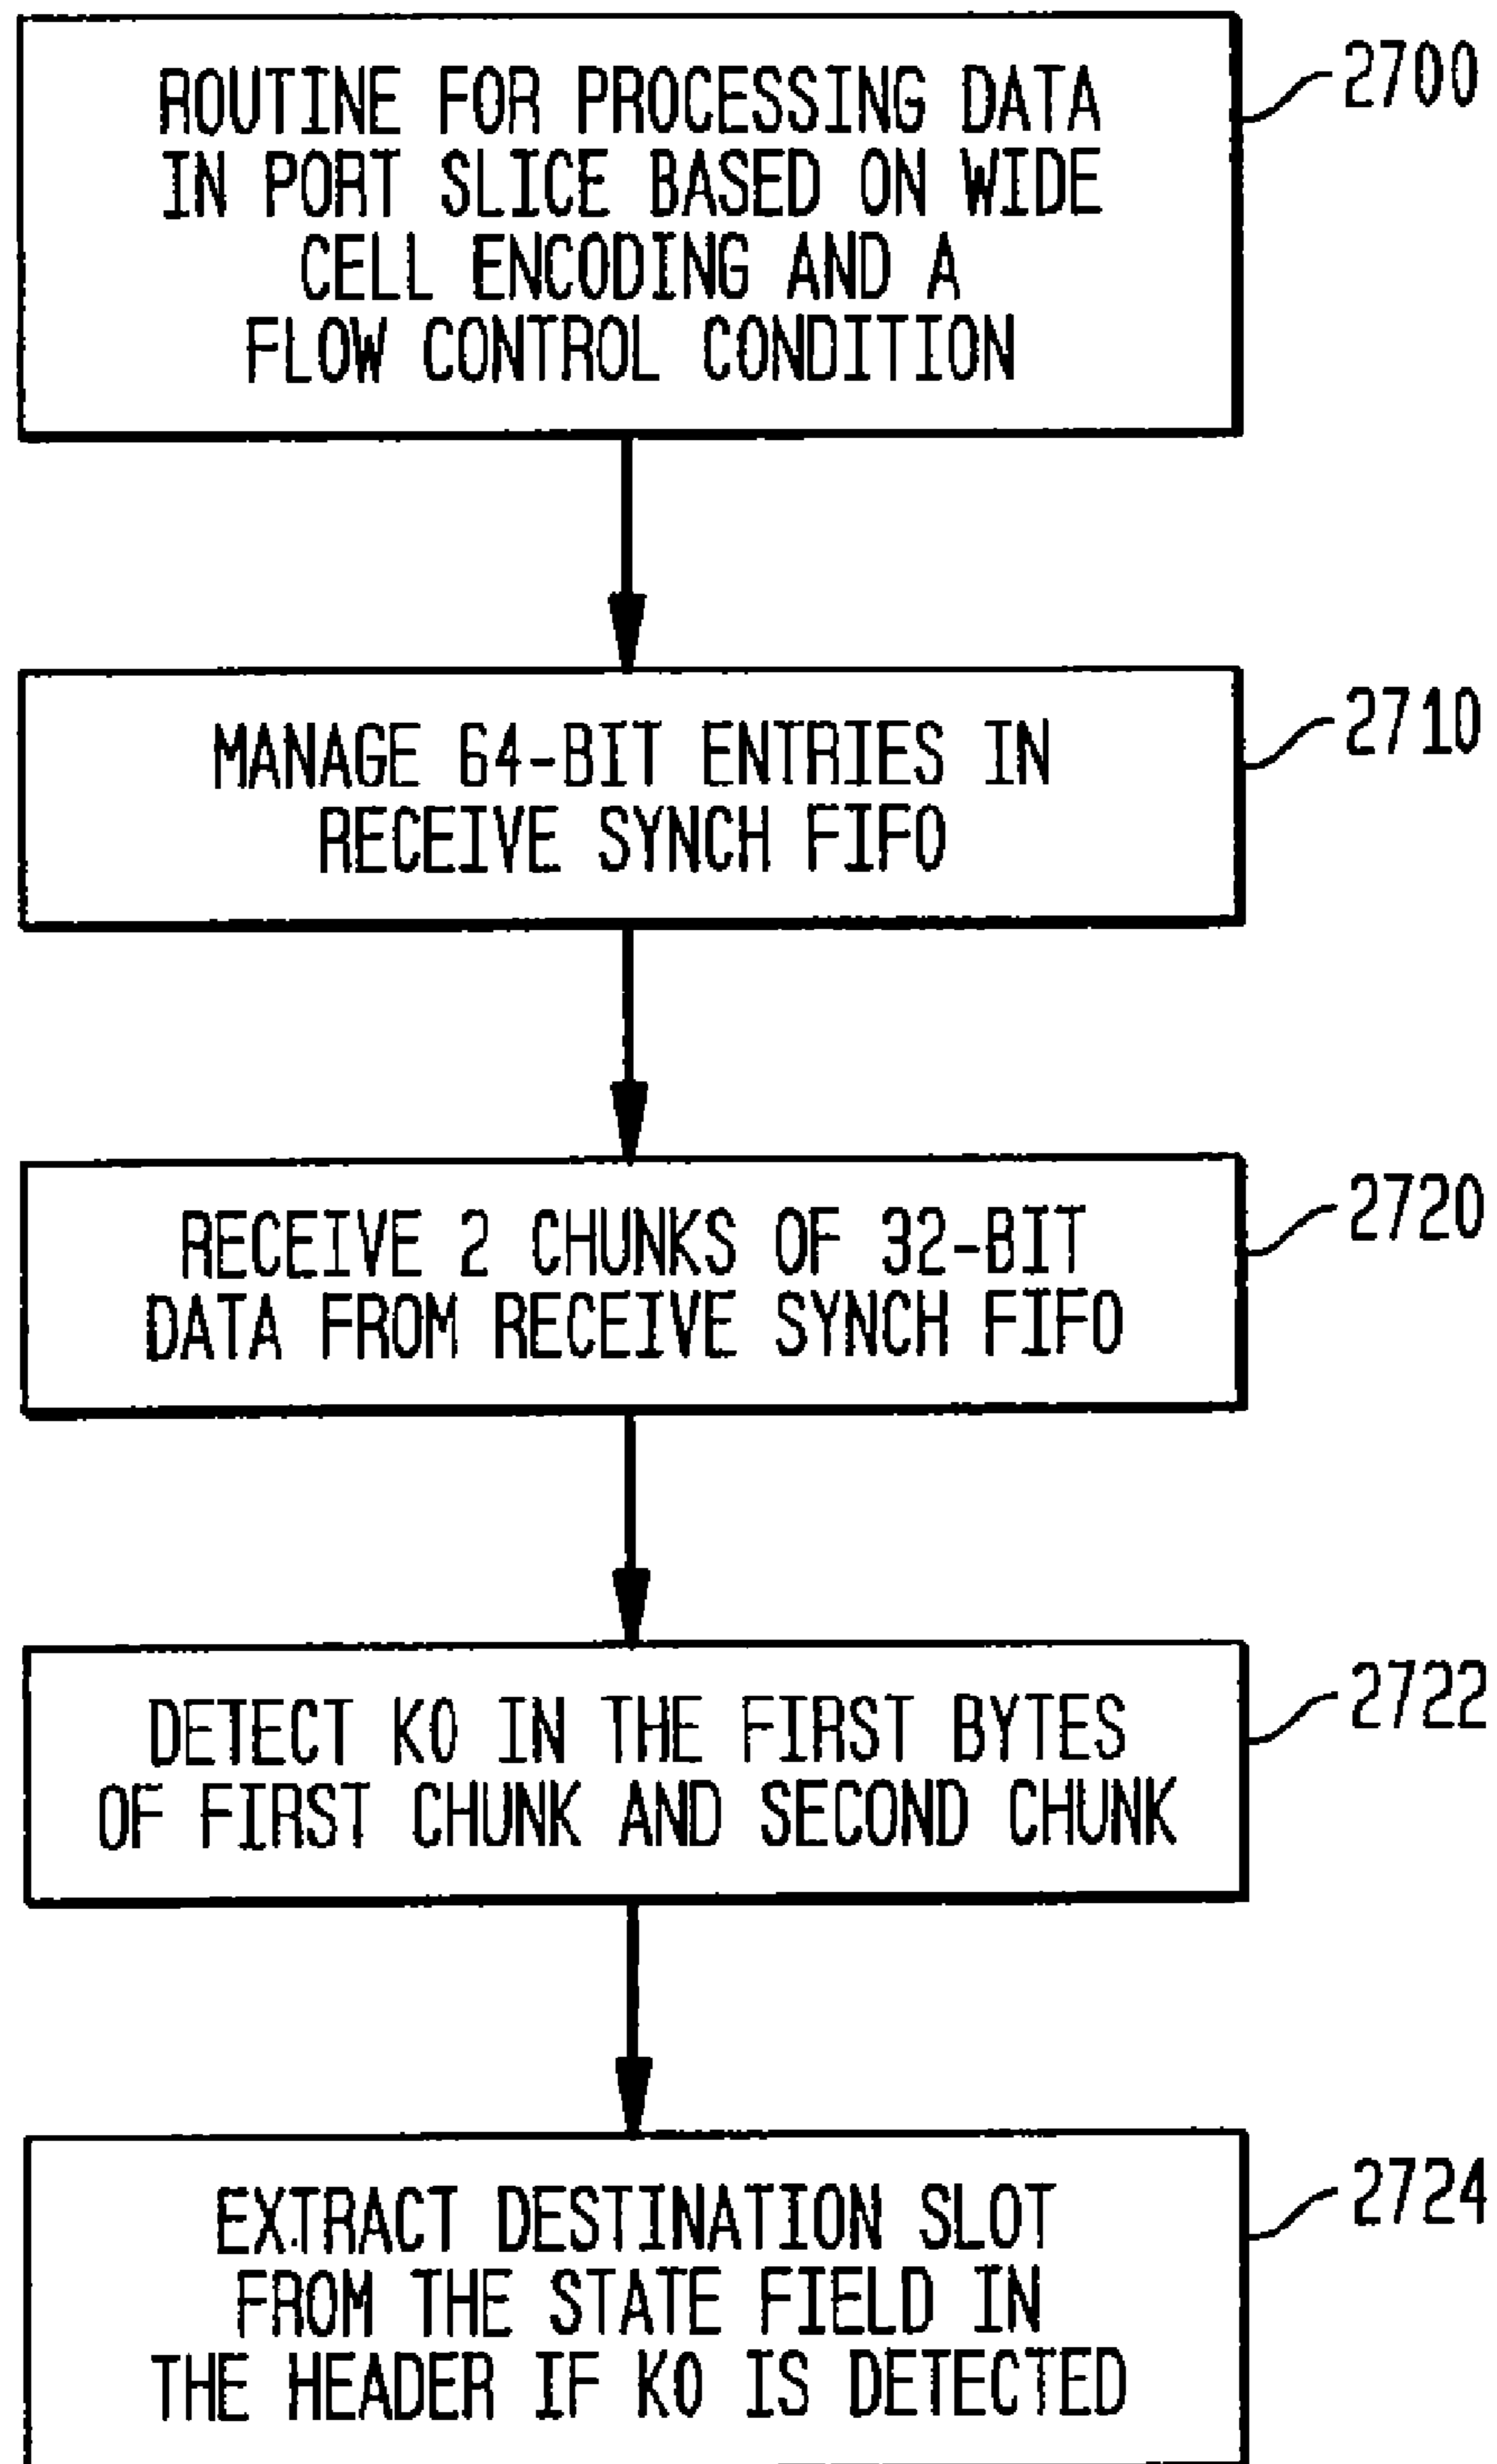 ROUTINE FOR PROCESSING DATA
IN PORT SLICE BASED ON WIDE
CELL ENCODING AND A
FLOW CONTROL CONDITION
2700
MANAGE 64-BIT ENTRIES IN
RECEIVE SYNCH FIFO
2710
RECEIVE 2 CHUNKS OF 32-BIT
DATA FROM RECEIVE SYNCH FIFO
2720
DETECT K0 IN THE FIRST BYTES
OF FIRST CHUNK AND SECOND CHUNK
2722
EXTRACT DESTINATION SLOT
FROM THE STATE FIELD IN
THE HEADER IF K0 IS DETECTED
2724